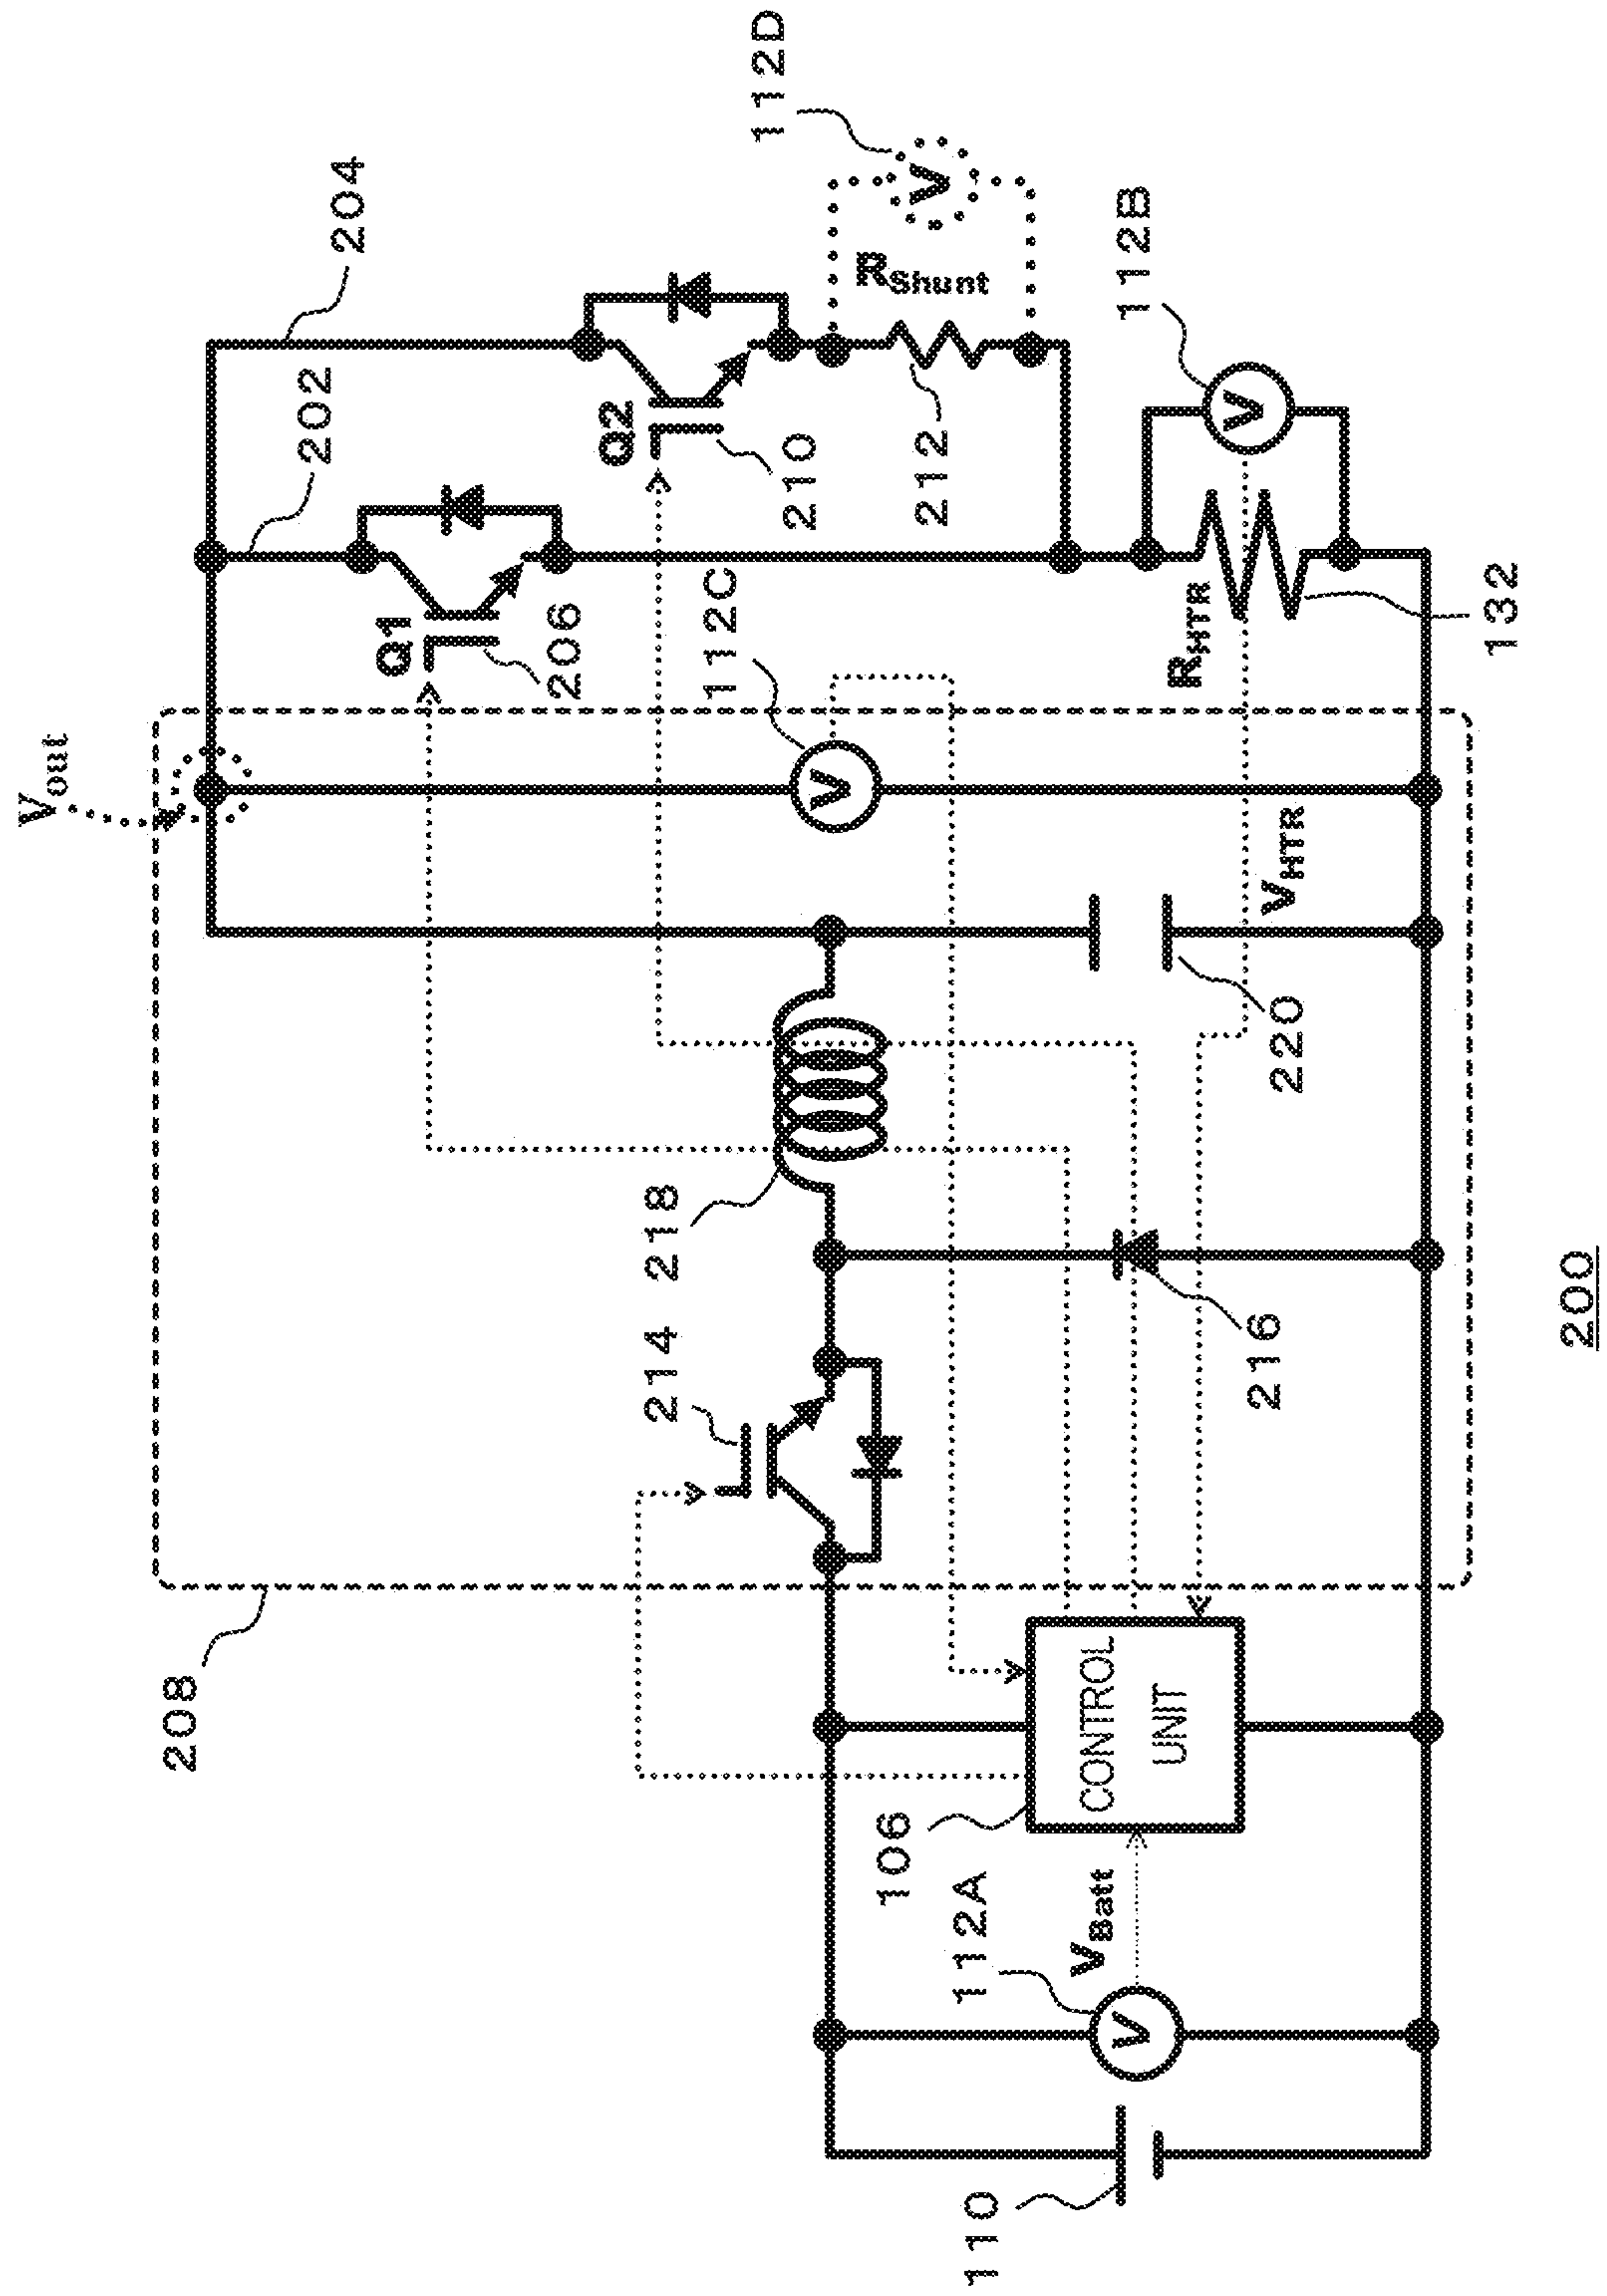 Vout
202
204
Q1
206
Q2
210
RShunt
212
112D
208
214
218
112C
106
CONTROL
UNIT
112A
VBatt
110
216
220
VHTR
RHTR
132
112B
200